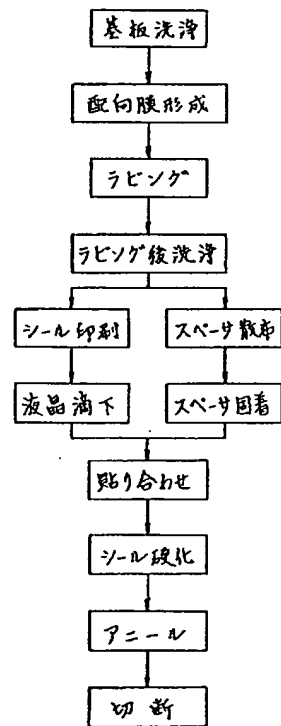 基板洗浄
配向膜形成
ラビング
ラビング後洗浄
シール印刷
スペーサ散布
液晶滴下
スペーサ固着
貼り合わせ
シール硬化
アニール
切断